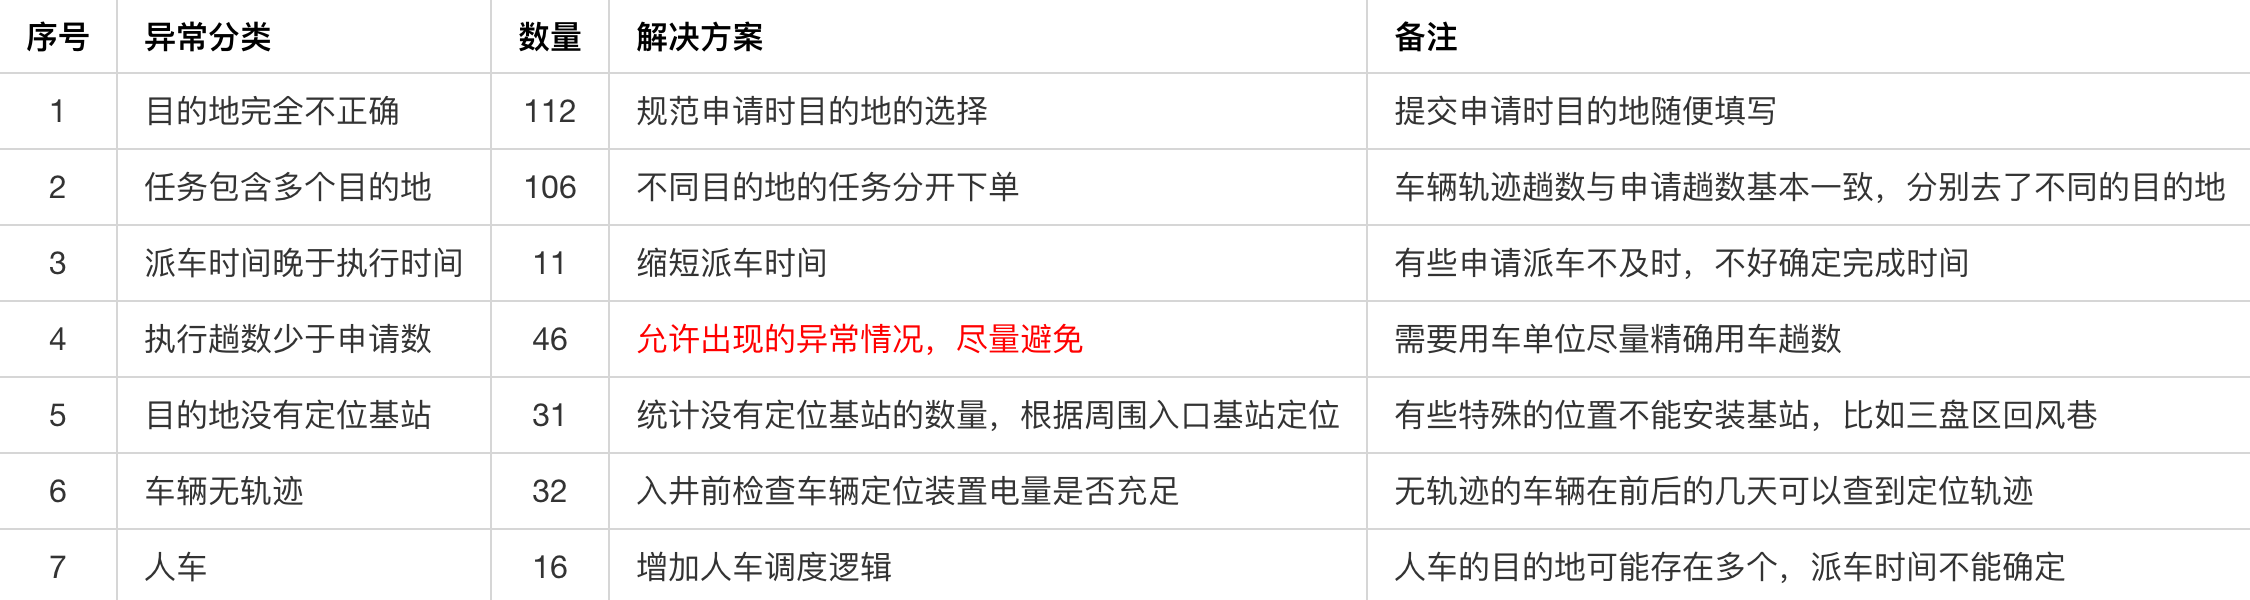 序号 异常分类 数量 解决方案 备注
1 目的地完全不正确 112 规范申请时目的地的选择 提交申请时目的地随便填写
2 任务包含多个目的地 106 不同目的地的任务分开下单 车辆轨迹趟数与申请趟数基本一致，分别去了不同的目的地
3 派车时间晚于执行时间 11 缩短派车时间 有些申请派车不及时，不好确定完成时间
4 执行趟数少于申请数 46 允许出现的异常情况，尽量避免 需要用车单位尽量精确用车趟数
5 目的地没有定位基站 31 统计没有定位基站的数量，根据周围入口基站定位 有些特殊的位置不能安装基站，比如三盘区回风巷
6 车辆无轨迹 32 入井前检查车辆定位装置电量是否充足 无轨迹的车辆在前后的几天可以查到定位轨迹
7 人车 16 增加人车调度逻辑 人车的目的地可能存在多个，派车时间不能确定